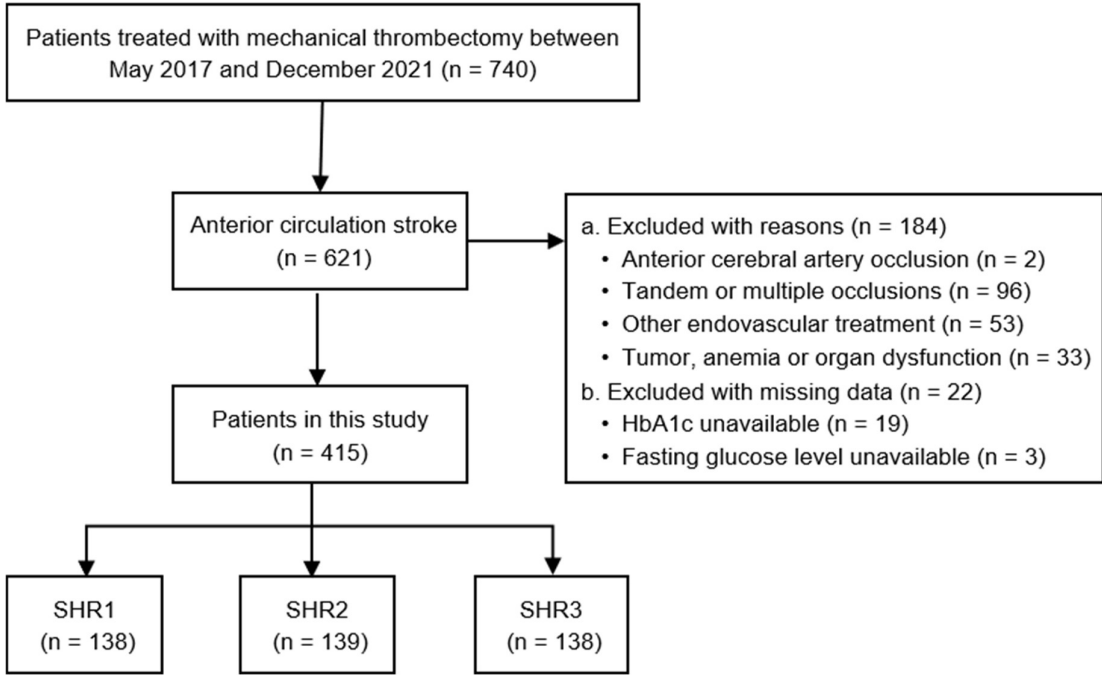 Patients treated with mechanical thrombectomy between
May 2017 and December 2021 (n = 740)
Anterior circulation stroke
(n = 621)
a. Excluded with reasons (n = 184)
• Anterior cerebral artery occlusion (n = 2)
• Tandem or multiple occlusions (n = 96)
• Other endovascular treatment (n = 53)
• Tumor, anemia or organ dysfunction (n = 33)
b. Excluded with missing data (n = 22)
• HbA1c unavailable (n = 19)
• Fasting glucose level unavailable (n = 3)
Patients in this study
(n = 415)
SHR1
(n = 138)
SHR2
(n = 139)
SHR3
(n = 138)